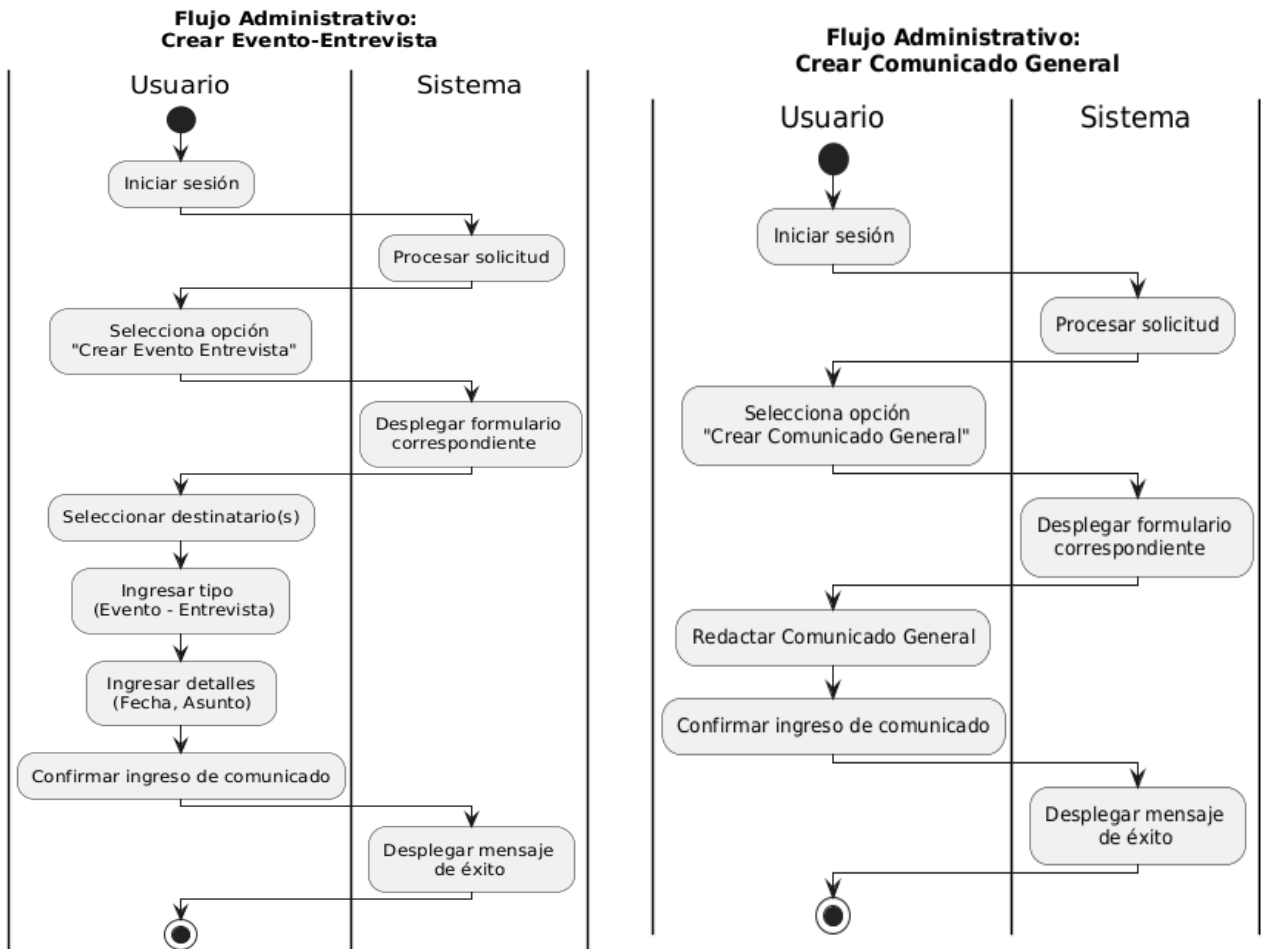 Flujo Administrativo:
Crear Evento-Entrevista
Usuario
Sistema
Iniciar sesión
Procesar solicitud
Selecciona opción
"Crear Evento Entrevista"
Desplegar formulario
correspondiente
Seleccionar destinatario(s)
Ingresar tipo
(Evento - Entrevista)
Ingresar detalles
(Fecha, Asunto)
Confirmar ingreso de comunicado
Desplegar mensaje
de éxito
Flujo Administrativo:
Crear Comunicado General
Usuario
Sistema
Iniciar sesión
Procesar solicitud
Selecciona opción
"Crear Comunicado General"
Desplegar formulario
correspondiente
Redactar Comunicado General
Confirmar ingreso de comunicado
Desplegar mensaje
de éxito